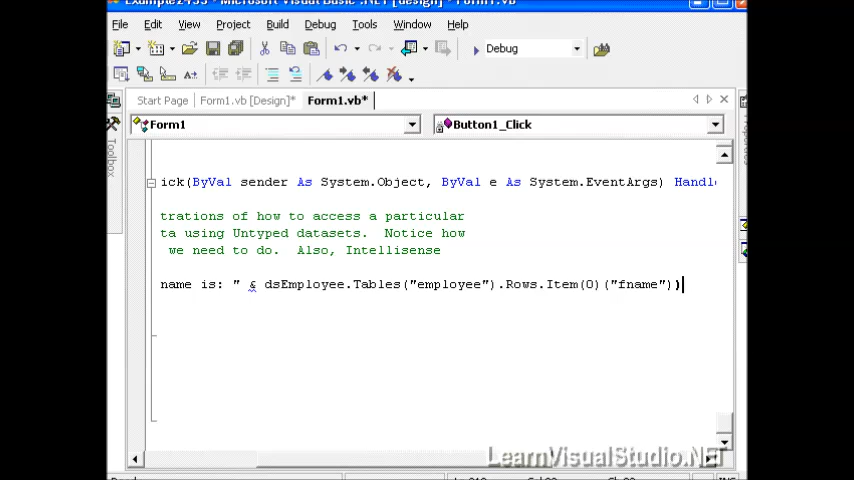 Example2433 - Microsoft Visual Basic .NET [design] - Form1.vb
File Edit View Project Build Debug Tools Window Help
Debug
Start Page Form1.vb [Design]* Form1.vb*
Form1 Button1_Click
Toolbox
ick(ByVal sender As System.Object, ByVal e As System.EventArgs) Handle
trations of how to access a particular
ta using Untyped datasets. Notice how
we need to do. Also, Intellisense
name is: " & dsEmployee.Tables("employee").Rows.Item(0)("fname"))
LearnVisualStudio.NET